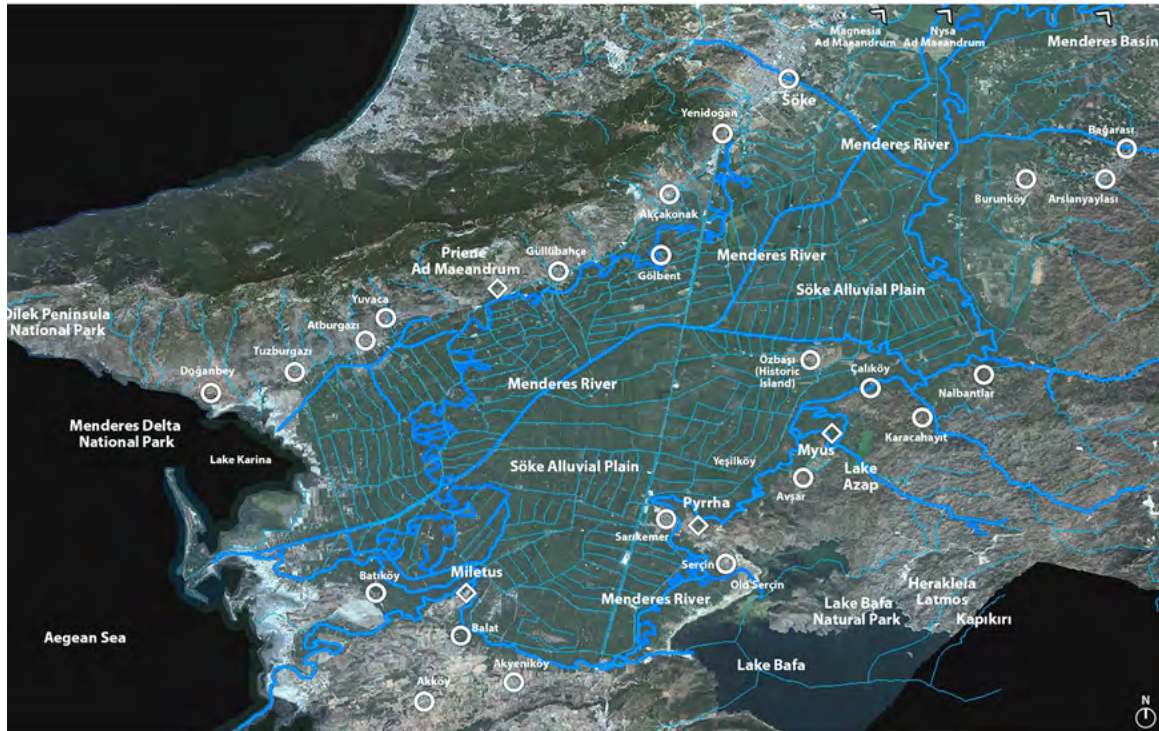 Magnesia
Ad Maeandrum
Nysa
Ad Maeandrum
Menderes Basin
Söke
Yenidoğan
Menderes River
Bağarası
Burunköy
Arslanyaylası
Akçakonak
Güllübahçe
Gölbent
Menderes River
Priene
Ad Maeandrum
Söke Alluvial Plain
Yuvaca
Dilek Peninsula
National Park
Atburgazı
Tuzburgazı
Doğanbey
Menderes River
Özbaşı
(Historic
Island)
Çalıköy
Nalbantlar
Karacahayıt
Menderes Delta
National Park
Lake Karina
Söke Alluvial Plain
Yeşilköy
Myus
Lake
Azap
Avşar
Pyrrha
Sarıkemer
Serçin
Old Serçin
Batıköy
Miletus
Menderes River
Herakleia
Latmos
Lake Bafa
Natural Park
Kapıkırı
Aegean Sea
Balat
Lake Bafa
Akyeniköy
Akköy
N